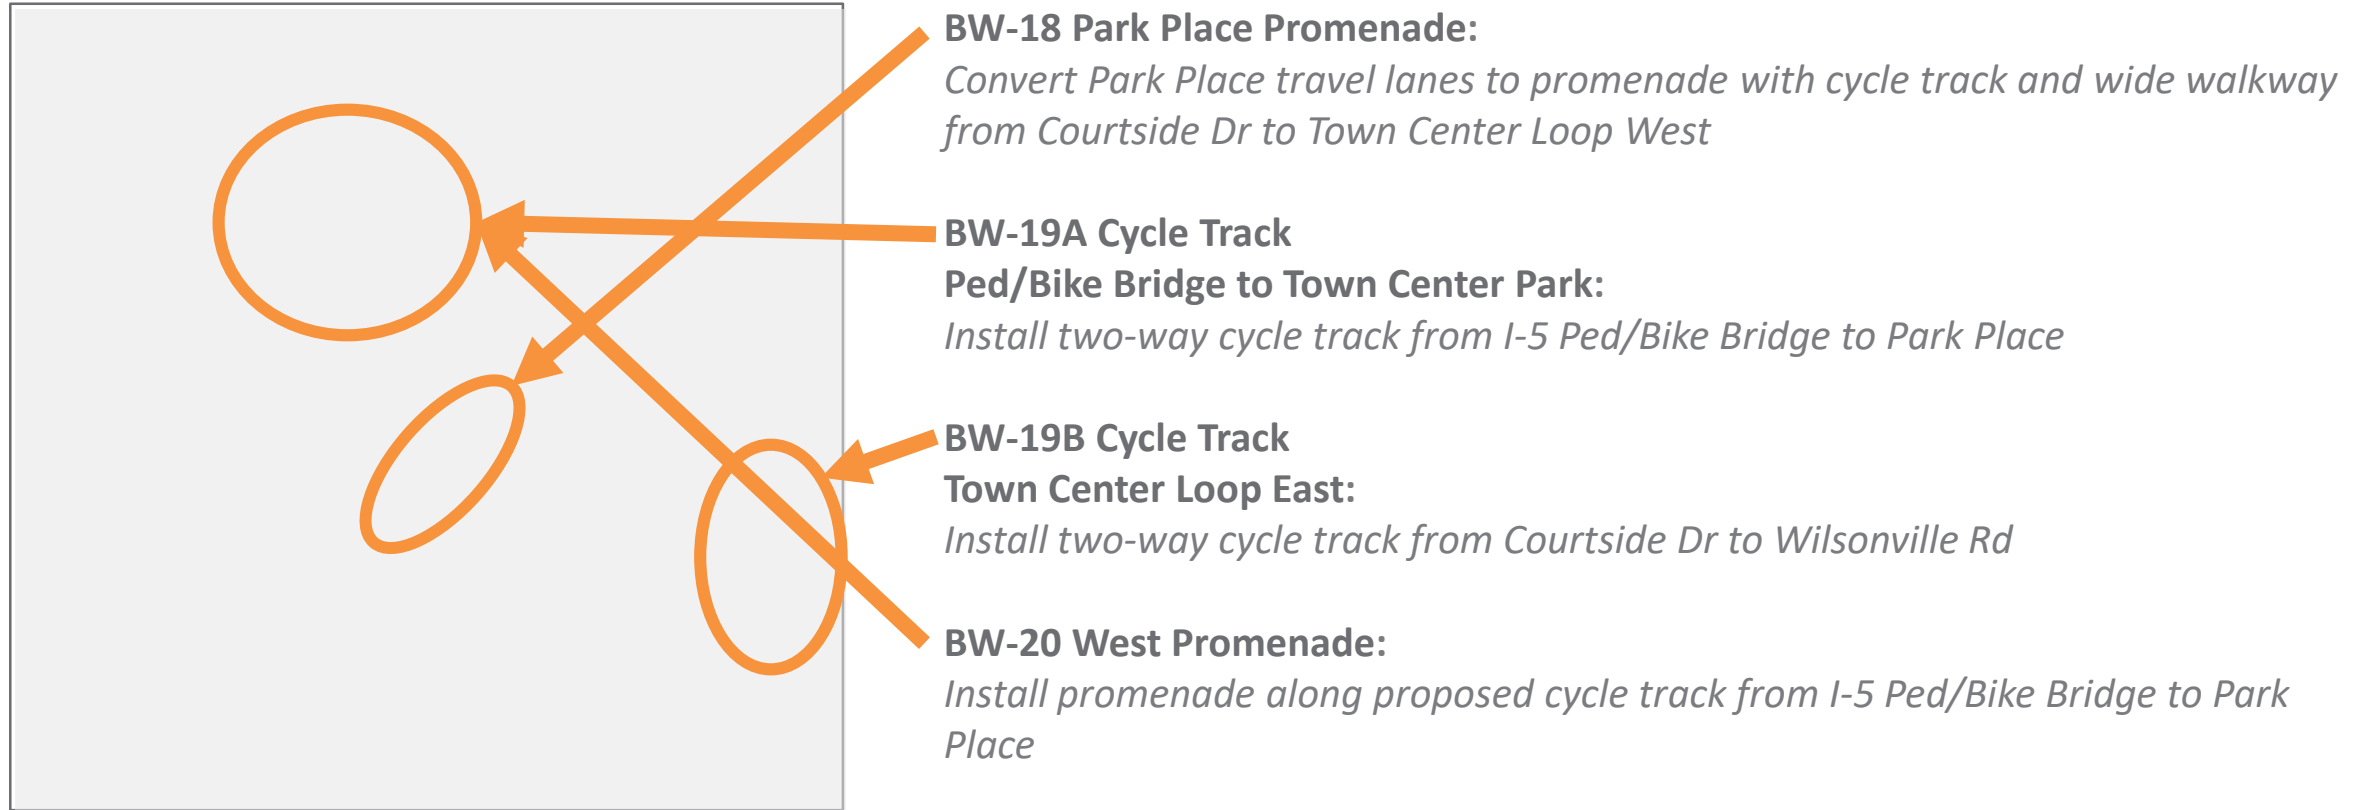 BW-18 Park Place Promenade:
Convert Park Place travel lanes to promenade with cycle track and wide walkway
from Courtside Dr to Town Center Loop West
BW-19A Cycle Track
Ped/Bike Bridge to Town Center Park:
Install two-way cycle track from I-5 Ped/Bike Bridge to Park Place
BW-19B Cycle Track
Town Center Loop East:
Install two-way cycle track from Courtside Dr to Wilsonville Rd
BW-20 West Promenade:
Install promenade along proposed cycle track from I-5 Ped/Bike Bridge to Park
Place